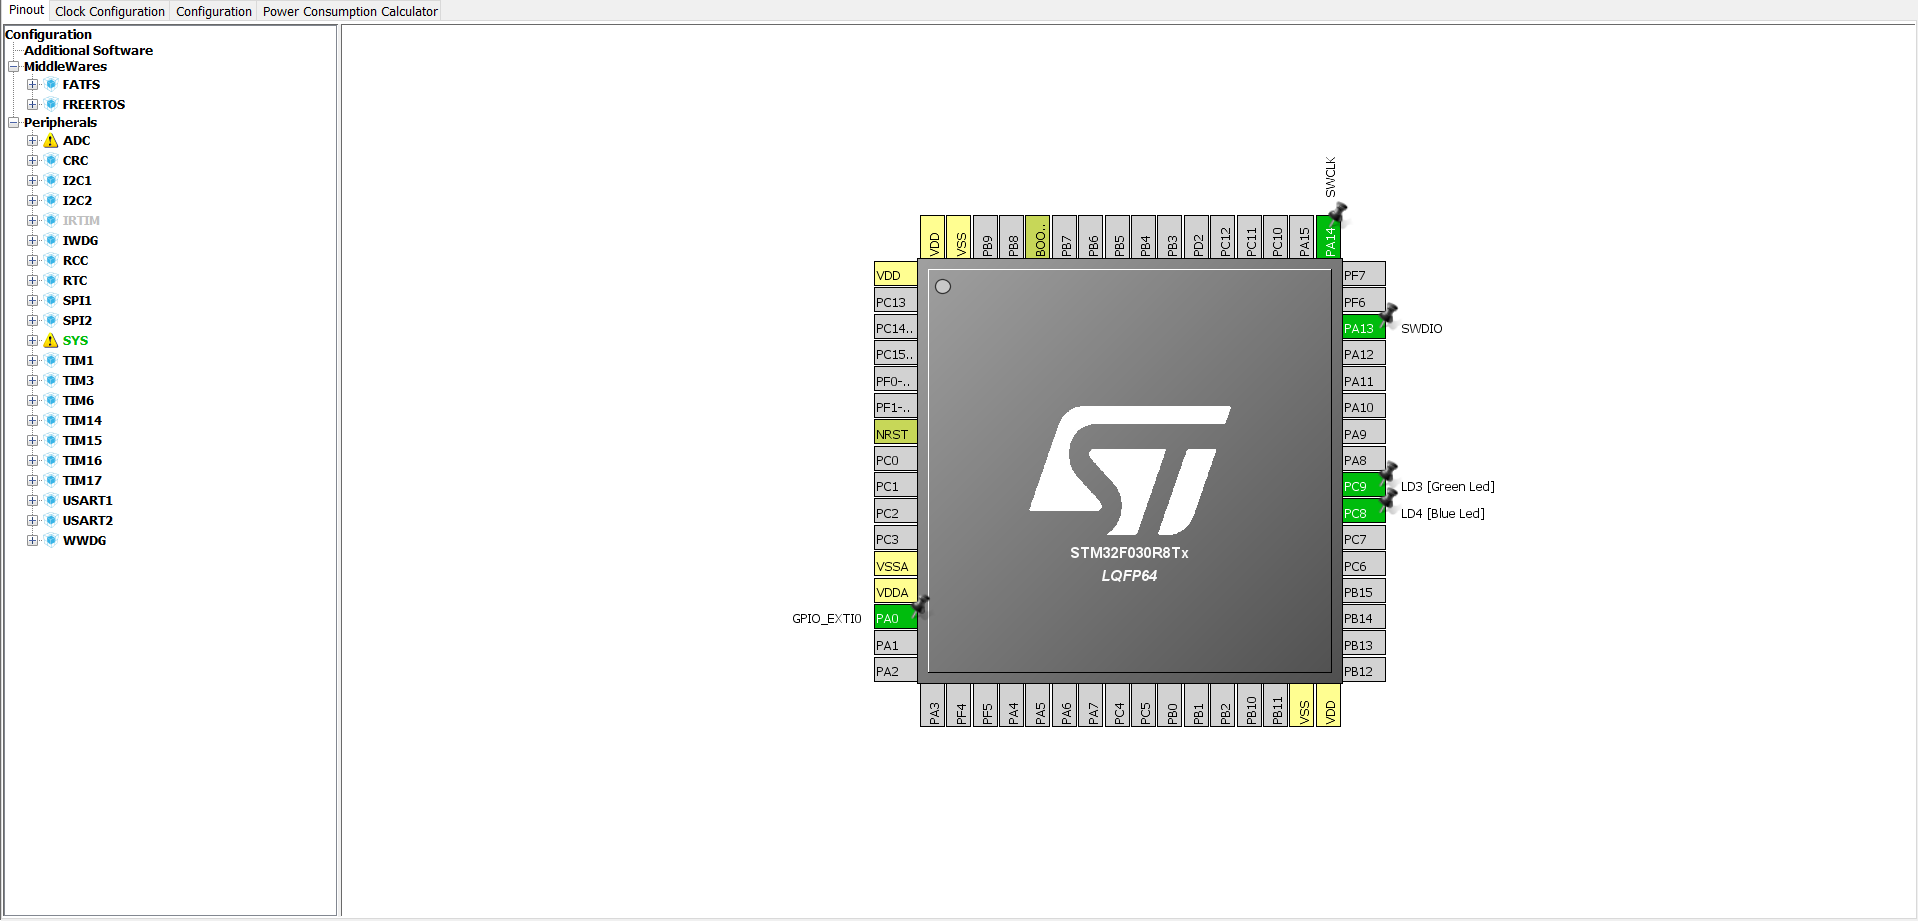 Pinout Clock Configuration Configuration Power Consumption Calculator
Configuration
Additional Software
MiddleWares
FATFS
FREERTOS
Peripherals
ADC
CRC
I2C1
I2C2
IRTIM
IWDG
RCC
RTC
SPI1
SPI2
SYS
TIM1
TIM3
TIM6
TIM14
TIM15
TIM16
TIM17
USART1
USART2
WWDG
SWCLK
VDD VSS PB9 PB8 BOO.. PB7 PB6 PB5 PB4 PB3 PD2 PC12 PC11 PC10 PA15 PA14
VDD
PC13
PC14..
PC15..
PF0-..
PF1-..
NRST
PC0
PC1
PC2
PC3
VSSA
VDDA
GPIO_EXTI0 PA0
PA1
PA2
STM32F030R8Tx
LQFP64
PF7
PF6
PA13 SWDIO
PA12
PA11
PA10
PA9
PA8
PC9 LD3 [Green Led]
PC8 LD4 [Blue Led]
PC7
PC6
PB15
PB14
PB13
PB12
PA3 PF4 PF5 PA4 PA5 PA6 PA7 PC4 PC5 PB0 PB1 PB2 PB10 PB11 VSS VDD